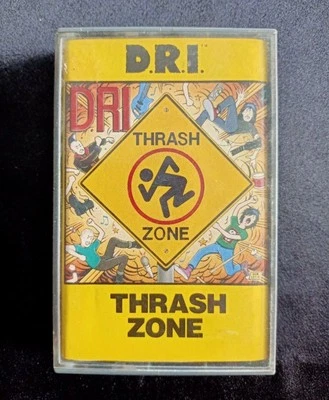 D.R.I.
DRI
THRASH
ZONE
THRASH
ZONE